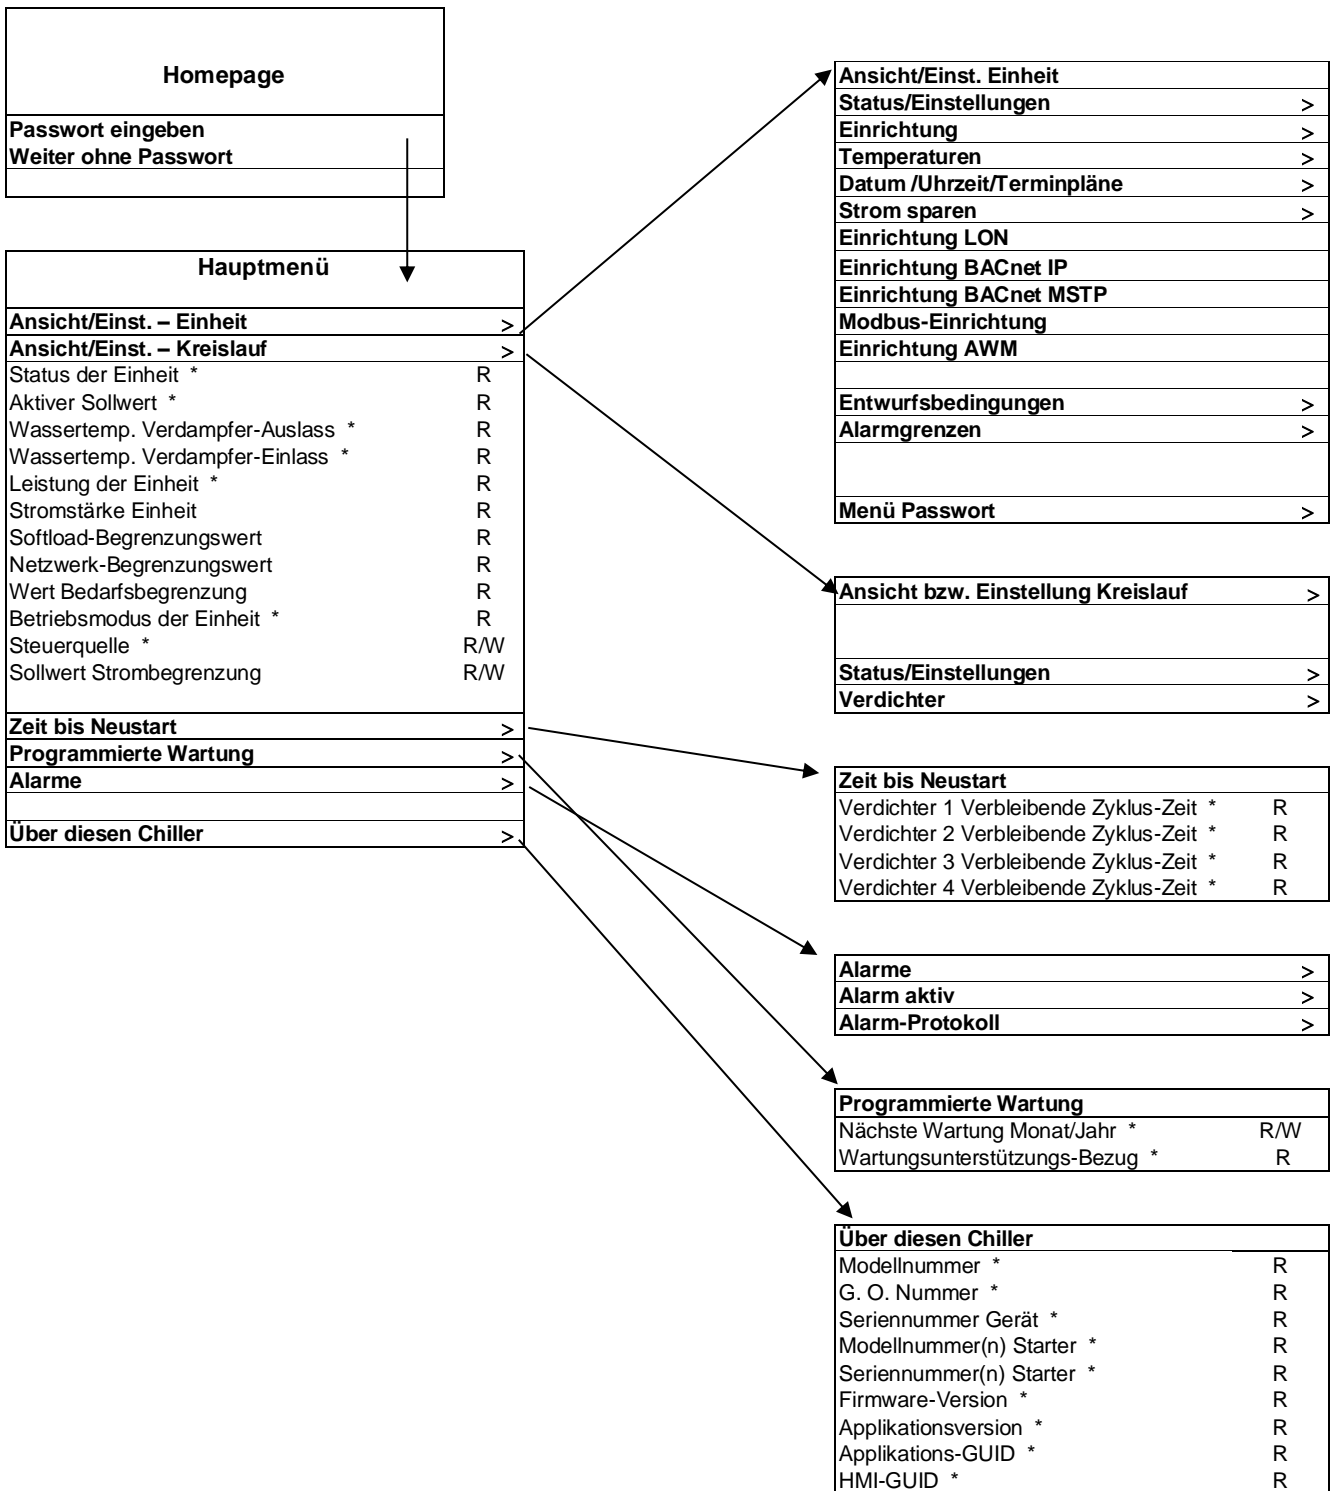 Homepage
Passwort eingeben
Weiter ohne Passwort
Hauptmenü
Ansicht/Einst. – Einheit >
Ansicht/Einst. – Kreislauf >
Status der Einheit * R
Aktiver Sollwert * R
Wassertemp. Verdampfer-Auslass * R
Wassertemp. Verdampfer-Einlass * R
Leistung der Einheit * R
Stromstärke Einheit R
Softload-Begrenzungswert R
Netzwerk-Begrenzungswert R
Wert Bedarfsbegrenzung R
Betriebsmodus der Einheit * R
Steuerquelle * R/W
Sollwert Strombegrenzung R/W
Zeit bis Neustart >
Programmierte Wartung >
Alarme >
Über diesen Chiller >
Ansicht/Einst. Einheit
Status/Einstellungen >
Einrichtung >
Temperaturen >
Datum /Uhrzeit/Terminpläne >
Strom sparen >
Einrichtung LON
Einrichtung BACnet IP
Einrichtung BACnet MSTP
Modbus-Einrichtung
Einrichtung AWM
Entwurfsbedingungen >
Alarmgrenzen >
Menü Passwort >
Ansicht bzw. Einstellung Kreislauf >
Status/Einstellungen >
Verdichter >
Zeit bis Neustart
Verdichter 1 Verbleibende Zyklus-Zeit * R
Verdichter 2 Verbleibende Zyklus-Zeit * R
Verdichter 3 Verbleibende Zyklus-Zeit * R
Verdichter 4 Verbleibende Zyklus-Zeit * R
Alarme >
Alarm aktiv >
Alarm-Protokoll >
Programmierte Wartung
Nächste Wartung Monat/Jahr * R/W
Wartungsunterstützungs-Bezug * R
Über diesen Chiller
Modellnummer * R
G. O. Nummer * R
Seriennummer Gerät * R
Modellnummer(n) Starter * R
Seriennummer(n) Starter * R
Firmware-Version * R
Applikationsversion * R
Applikations-GUID * R
HMI-GUID * R